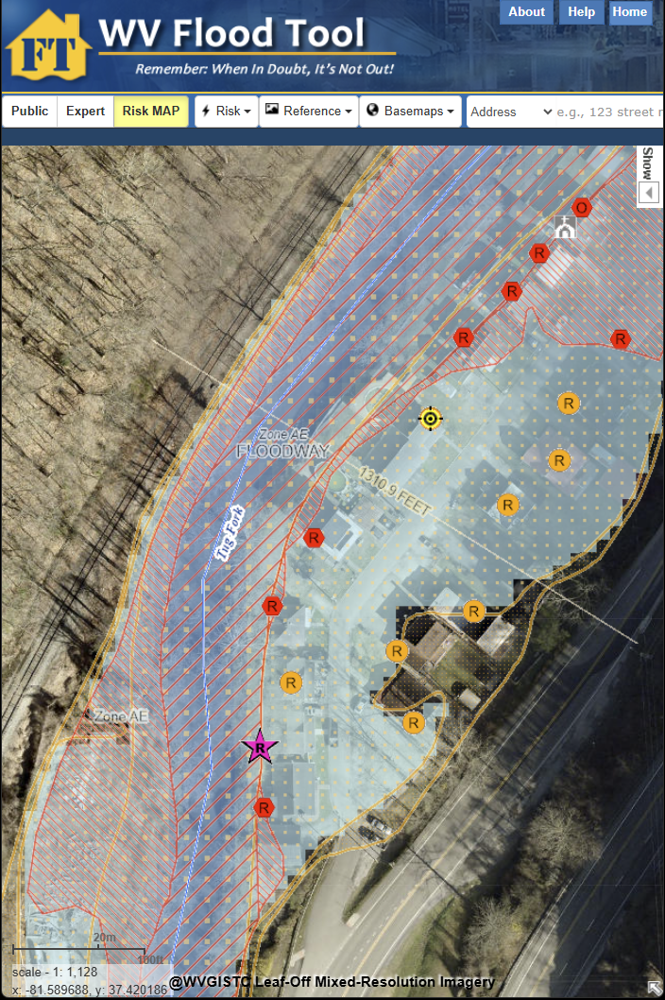 About Help Home
FT WV Flood Tool
Remember: When In Doubt, It's Not Out!
Public Expert Risk MAP Risk Reference Basemaps Address e.g., 123 street r
Show
O
R
R
R
R
R
R
Zone AE
FLOODWAY
1310.9 FEET
R
Tug Fork
R
R
R
R
R
Zone AE
R
R
R
20m
100ft
scale - 1: 1,128
@WVGISTC Leaf-Off Mixed-Resolution Imagery
x: -81.589688, y: 37.420186